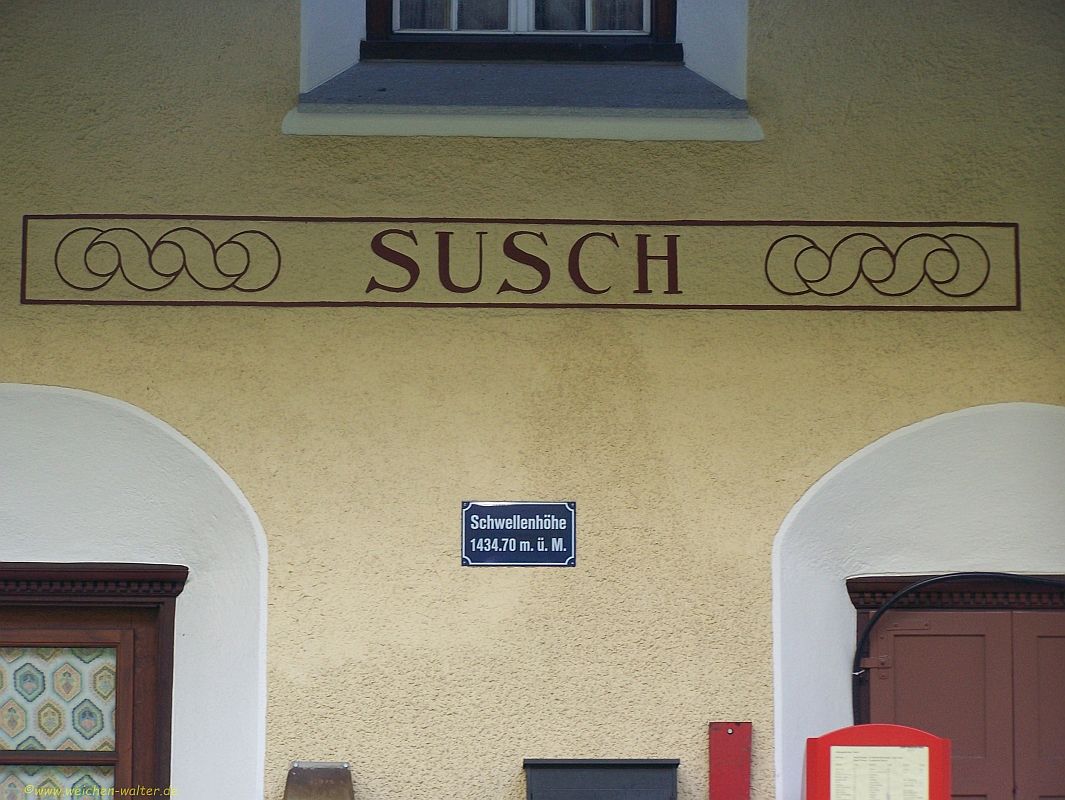 SUSCH
Schwellenhöhe
1434.70 m. ü. M.
©www.weichen-walter.de